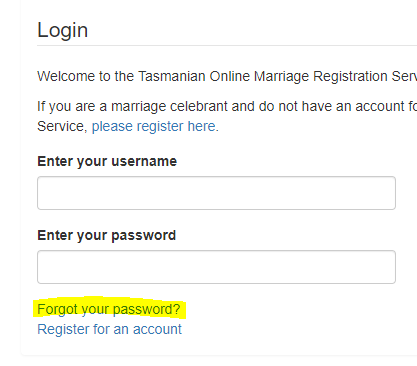 Login
Welcome to the Tasmanian Online Marriage Registration Serv
If you are a marriage celebrant and do not have an account fo
Service, please register here.
Enter your username
Enter your password
Forgot your password?
Register for an account